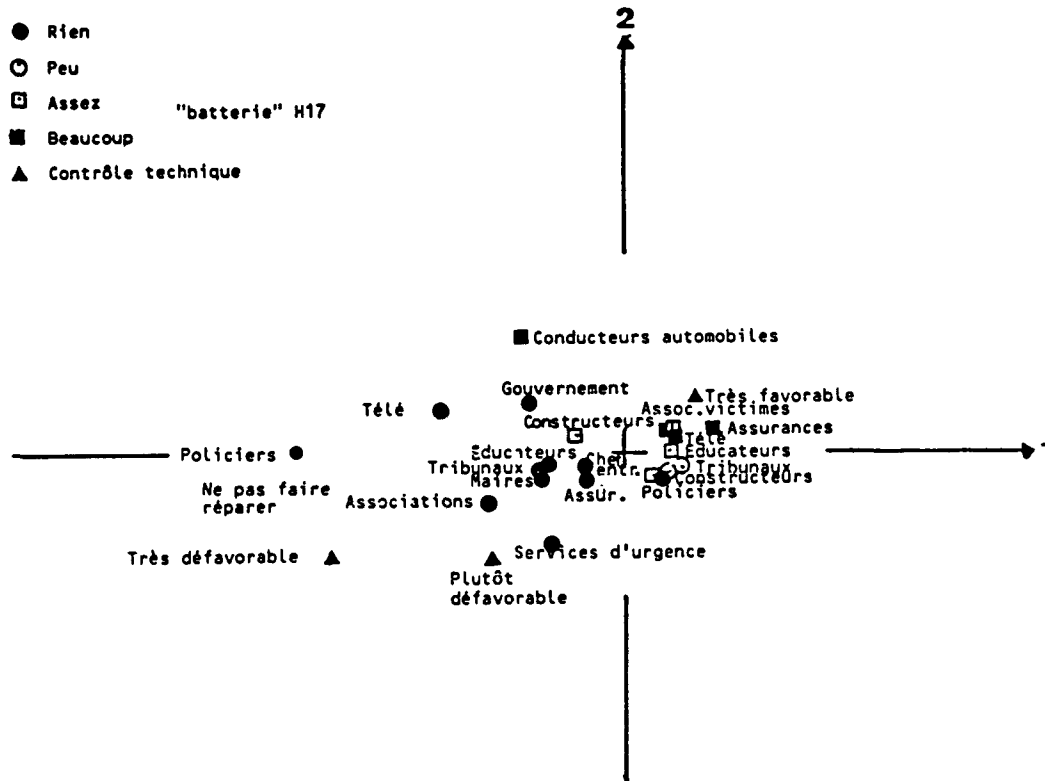 2
Rien
Peu
Assez
"batterie" H17
Beaucoup
Contrôle technique
Conducteurs automobiles
Gouvernement
Très favorable
Télé
Assoc.victimes
Constructeurs
Assurances
Télé
Policiers
Educateurs
Educateurs
Tribunaux
Tribunaux
Maires
Constructeurs
Ne pas faire
réparer
Associations
Assur.
Policiers
Très défavorable
Services d'urgence
Plutôt
défavorable